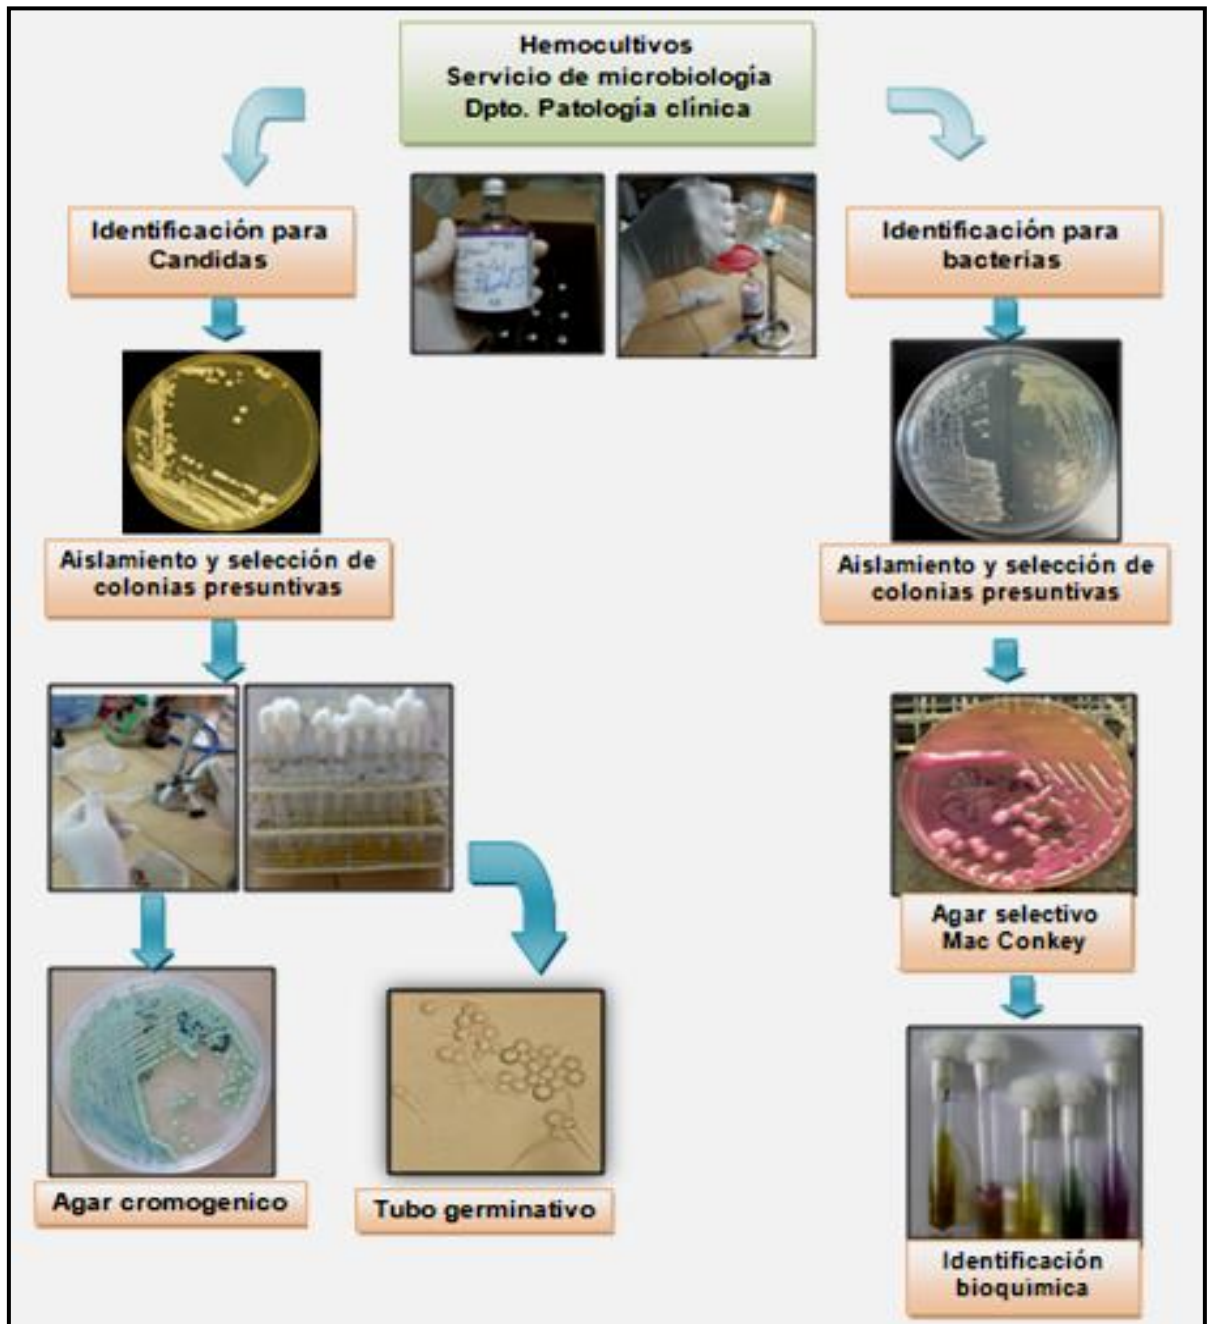 Hemocultivos
Servicio de microbiología
Dpto. Patología clínica
Identificación para
Candidas
Identificación para
bacterias
Aislamiento y selección de
colonias presuntivas
Aislamiento y selección de
colonias presuntivas
Agar selectivo
Mac Conkey
Agar cromogenico
Tubo germinativo
Identificación
bioquimica